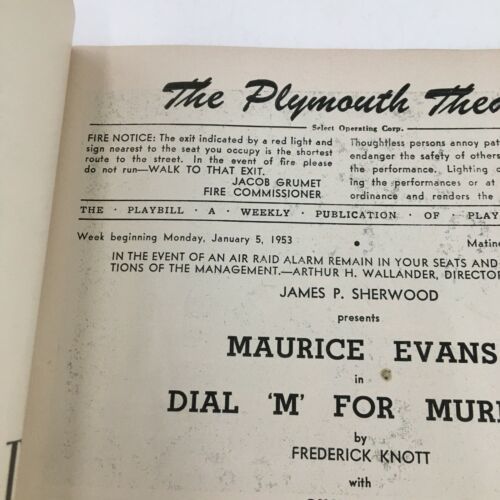 The Plymouth Thea
Select Operating Corp.
FIRE NOTICE: The exit indicated by a red light and
sign nearest to the seat you occupy is the shortest
route to the street. In the event of fire please
do not run—WALK TO THAT EXIT.
JACOB GRUMET
FIRE COMMISSIONER
Thoughtless persons annoy pat
endanger the safety of others
the performance. Lighting o
ing the performances or at
ordinance and renders the
THE · PLAYBILL · A · WEEKLY · PUBLICATION · OF · PLAY
Week beginning Monday, January 5, 1953 • Matine
IN THE EVENT OF AN AIR RAID ALARM REMAIN IN YOUR SEATS AND
TIONS OF THE MANAGEMENT.—ARTHUR H. WALLANDER, DIRECTOR
JAMES P. SHERWOOD
presents
MAURICE EVANS
in
DIAL 'M' FOR MUR
by
FREDERICK KNOTT
with